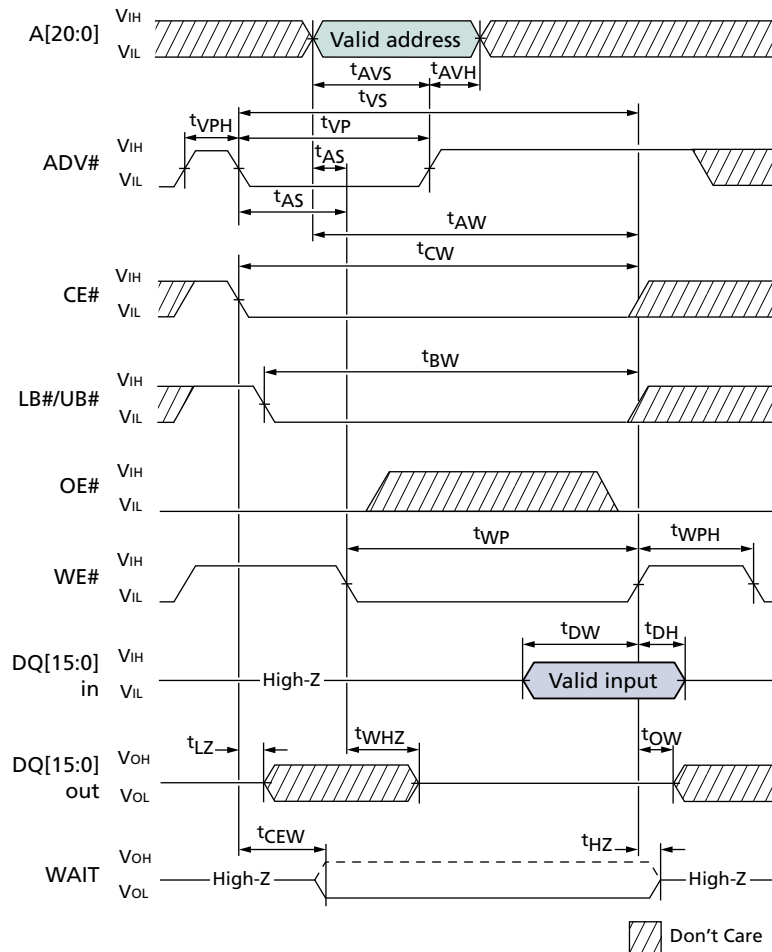 VIH
A[20:0]
VIL
Valid address
tAVS
tAVH
tVS
tVPH
tVP
VIH
ADV#
VIL
tAS
tAS
tAW
tCW
VIH
CE#
VIL
tBW
VIH
LB#/UB#
VIL
VIH
OE#
VIL
tWP
tWPH
VIH
WE#
VIL
tDW
tDH
DQ[15:0]
in
VIH
VIL
High-Z
Valid input
tLZ
tWHZ
tOW
DQ[15:0]
out
VOH
VOL
tCEW
tHZ
WAIT
VOH
VOL
High-Z
High-Z
Don't Care